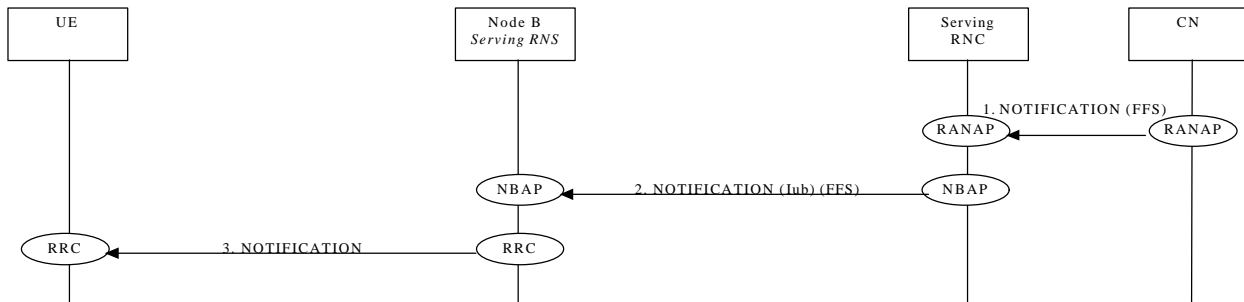 UE
Node B
Serving RNS
Serving
RNC
CN
1. NOTIFICATION (FFS)
RANAP
RANAP
NBAP
2. NOTIFICATION (Iub) (FFS)
NBAP
RRC
3. NOTIFICATION
RRC